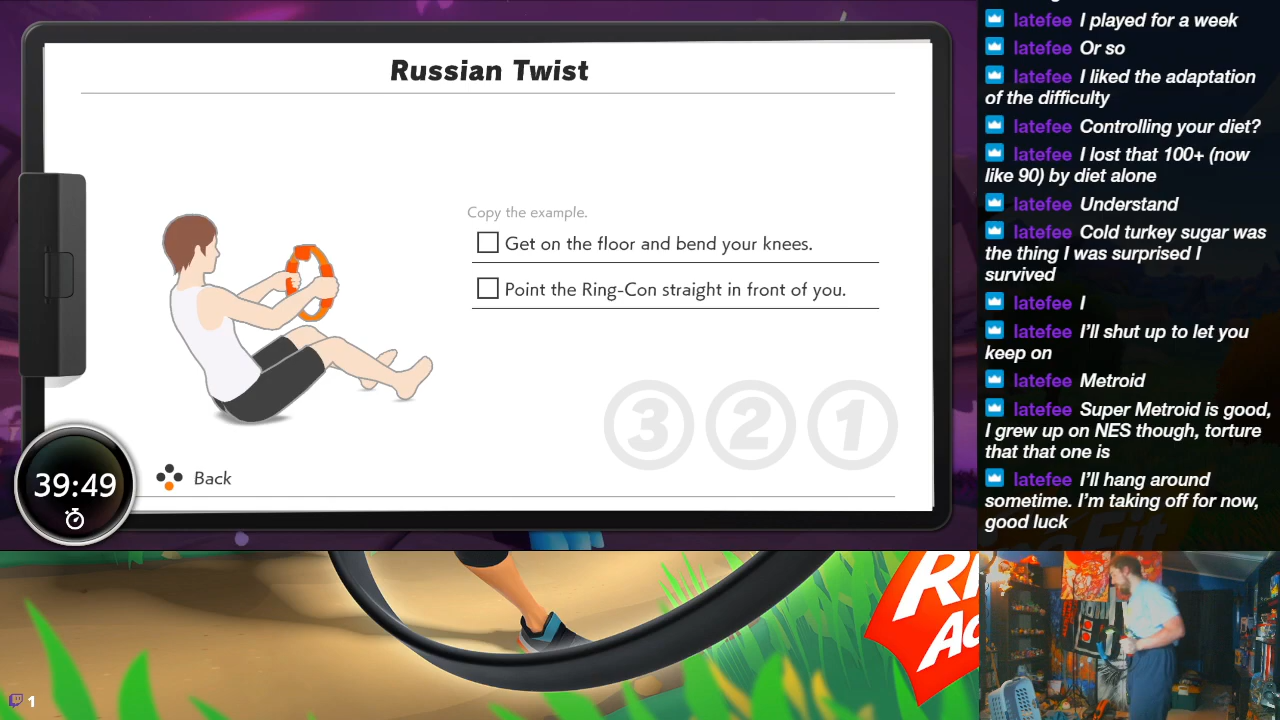 Russian Twist
Copy the example.
Get on the floor and bend your knees.
Point the Ring-Con straight in front of you.
3 2 1
39:49
Back
latefee I played for a week
latefee Or so
latefee I liked the adaptation
of the difficulty
latefee Controlling your diet?
latefee I lost that 100+ (now
like 90) by diet alone
latefee Understand
latefee Cold turkey sugar was
the thing I was surprised I
survived
latefee I
latefee I'll shut up to let you
keep on
latefee Metroid
latefee Super Metroid is good,
I grew up on NES though, torture
that that one is
latefee I'll hang around
sometime. I'm taking off for now,
good luck
1